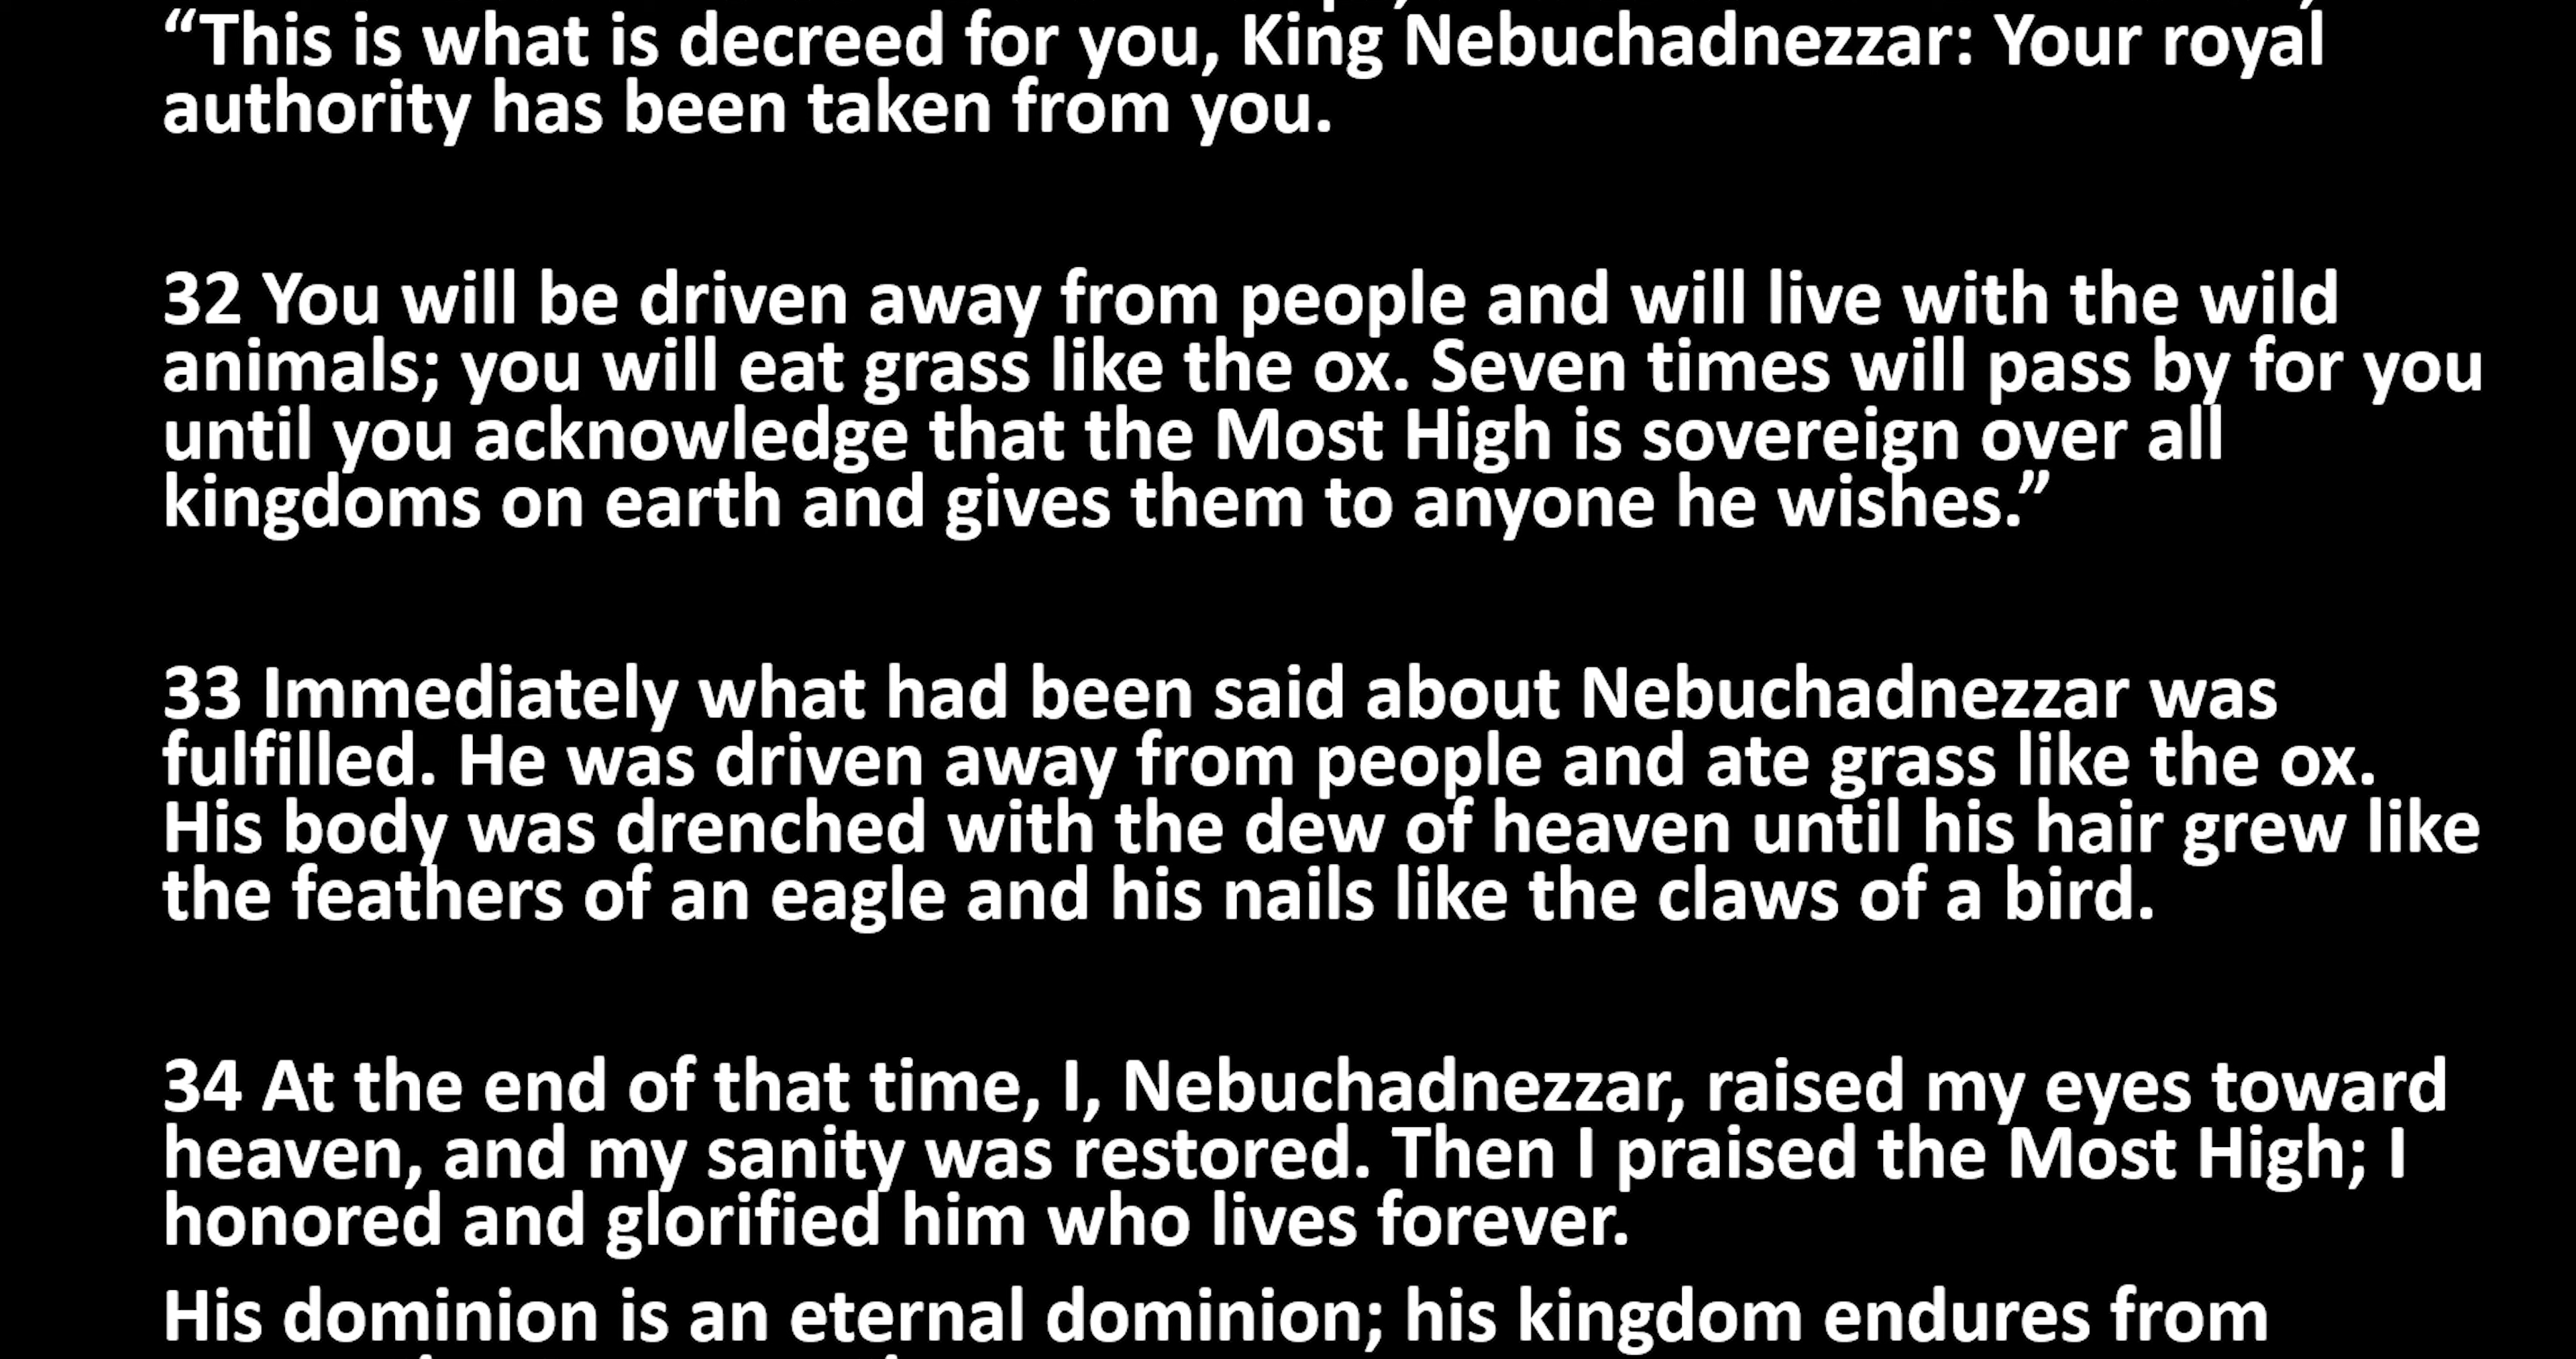 “This is what is decreed for you, King Nebuchadnezzar: Your royal
authority has been taken from you.
32 You will be driven away from people and will live with the wild
animals; you will eat grass like the ox. Seven times will pass by for you
until you acknowledge that the Most High is sovereign over all
kingdoms on earth and gives them to anyone he wishes.”
33 Immediately what had been said about Nebuchadnezzar was
fulfilled. He was driven away from people and ate grass like the ox.
His body was drenched with the dew of heaven until his hair grew like
the feathers of an eagle and his nails like the claws of a bird.
34 At the end of that time, I, Nebuchadnezzar, raised my eyes toward
heaven, and my sanity was restored. Then I praised the Most High; I
honored and glorified him who lives forever.
His dominion is an eternal dominion; his kingdom endures from